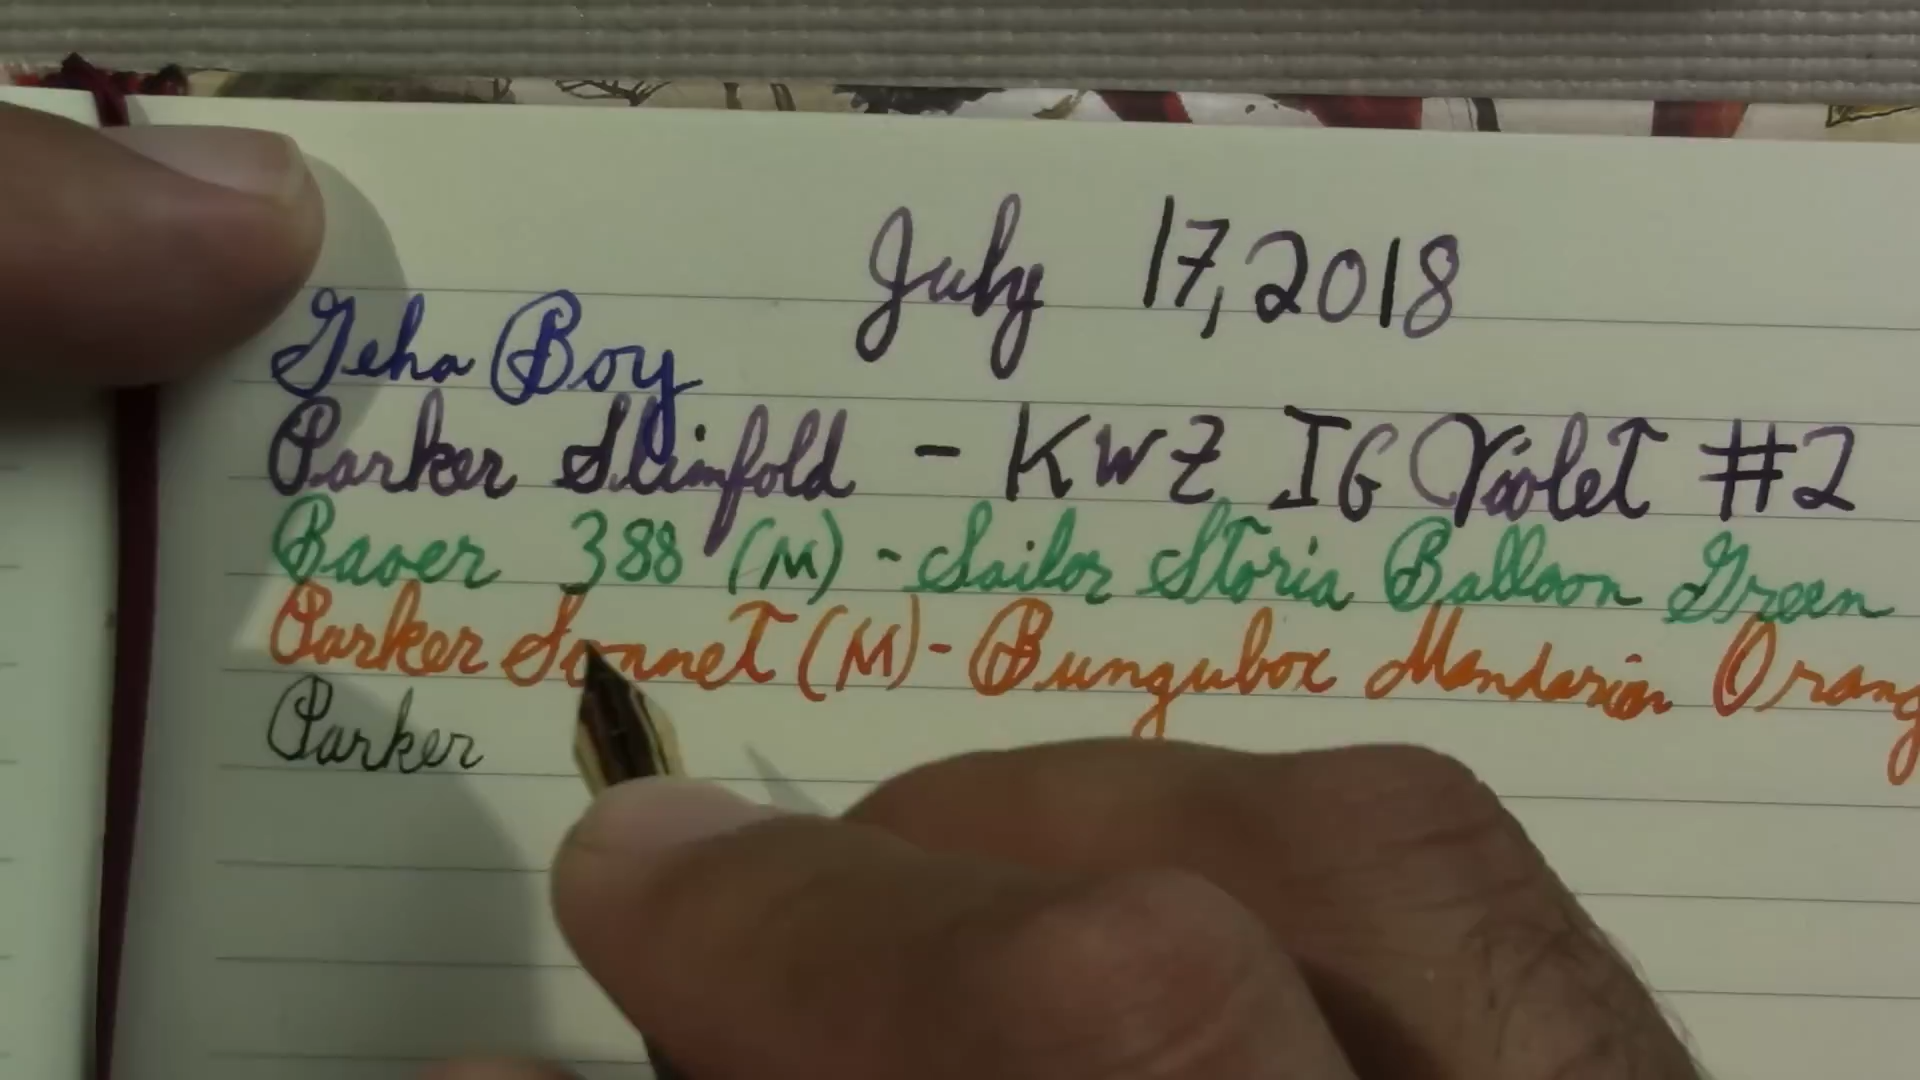 July 17, 2018
Geha Boy
Parker Slimfold - KWZ IG Violet #2
Baoer 388 (M) - Sailor Storia Balloon Green
Parker Sonnet (M) - Bungubox Mandarin Orang
Parker